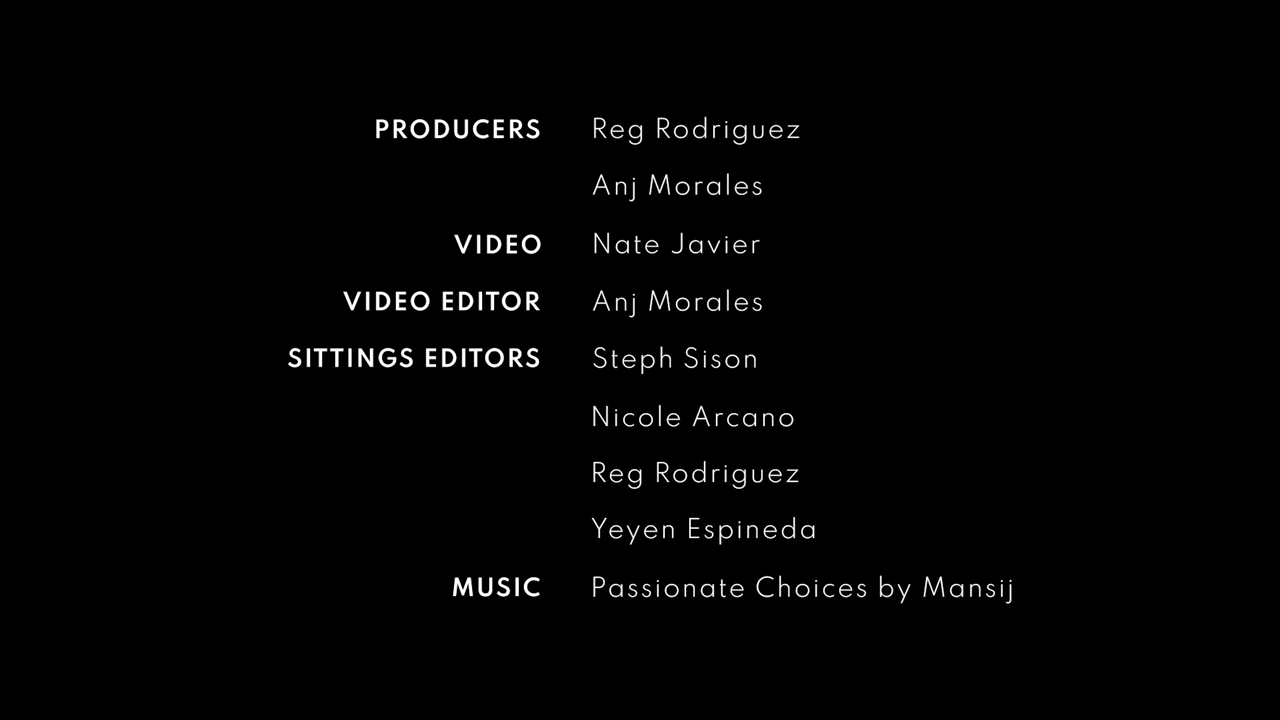 PRODUCERS Reg Rodriguez
Anj Morales
VIDEO Nate Javier
VIDEO EDITOR Anj Morales
SITTINGS EDITORS Steph Sison
Nicole Arcano
Reg Rodriguez
Yeyen Espineda
MUSIC Passionate Choices by Mansij